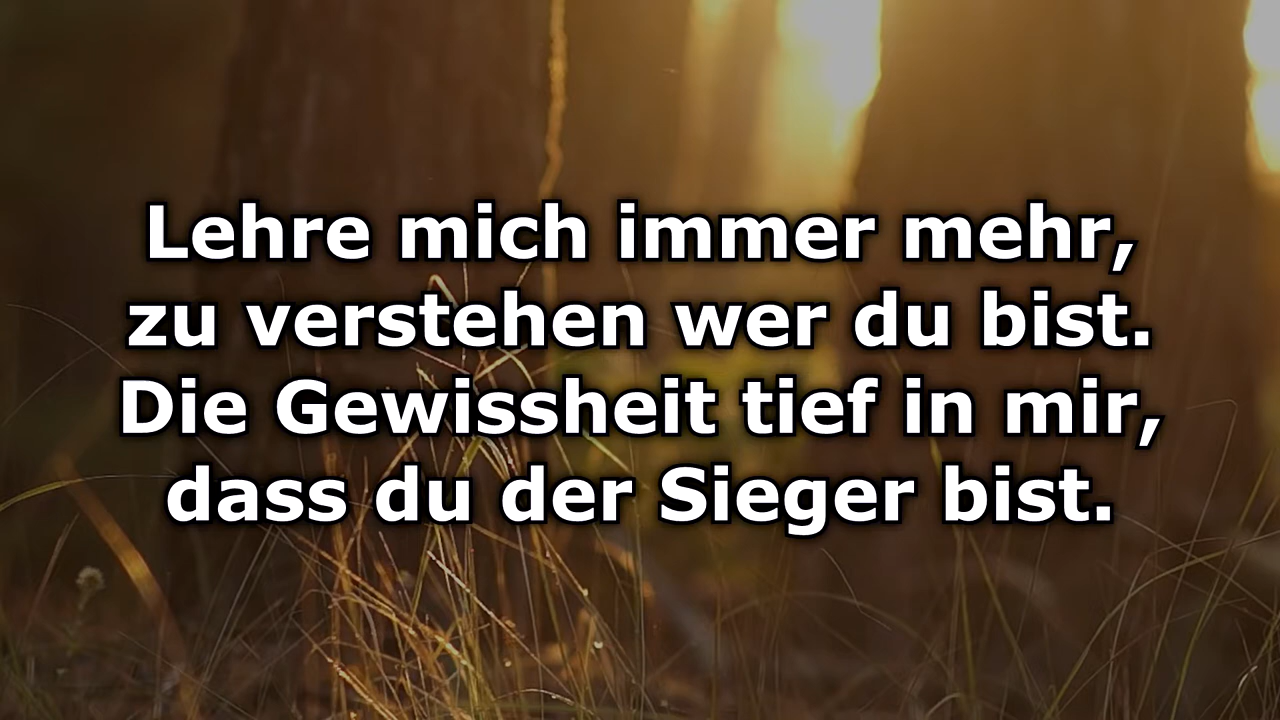 Lehre mich immer mehr,
zu verstehen wer du bist.
Die Gewissheit tief in mir,
dass du der Sieger bist.